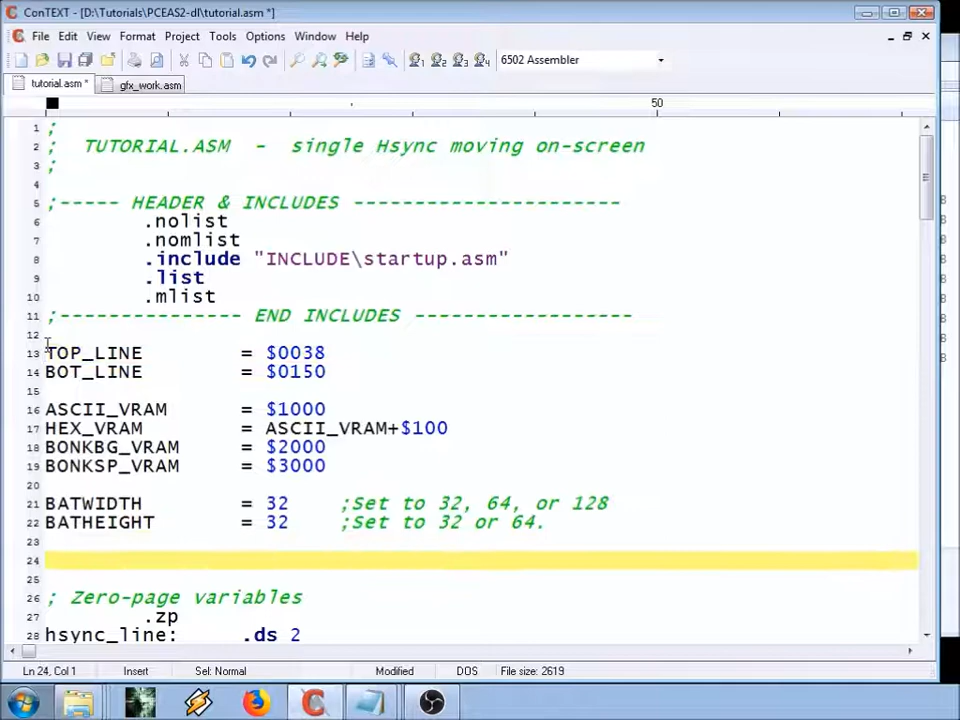 ConTEXT - [D:\Tutorials\PCEAS2-dl\tutorial.asm *]
File Edit View Format Project Tools Options Window Help
6502 Assembler
tutorial.asm * gfx_work.asm
50
1 ;
2 ; TUTORIAL.ASM - single Hsync moving on-screen
3 ;
4
5 ;----- HEADER & INCLUDES ----------------------
6 .nolist
7 .nomlist
8 .include "INCLUDE\startup.asm"
9 .list
10 .mlist
11 ;--------------- END INCLUDES ------------------
12
13 TOP_LINE = $0038
14 BOT_LINE = $0150
15
16 ASCII_VRAM = $1000
17 HEX_VRAM = ASCII_VRAM+$100
18 BONKBG_VRAM = $2000
19 BONKSP_VRAM = $3000
20
21 BATWIDTH = 32 ;Set to 32, 64, or 128
22 BATHEIGHT = 32 ;Set to 32 or 64.
23
24
25
26 ; Zero-page variables
27 .zp
28 hsync_line: .ds 2
Ln 24, Col 1 Insert Sel: Normal Modified DOS File size: 2619